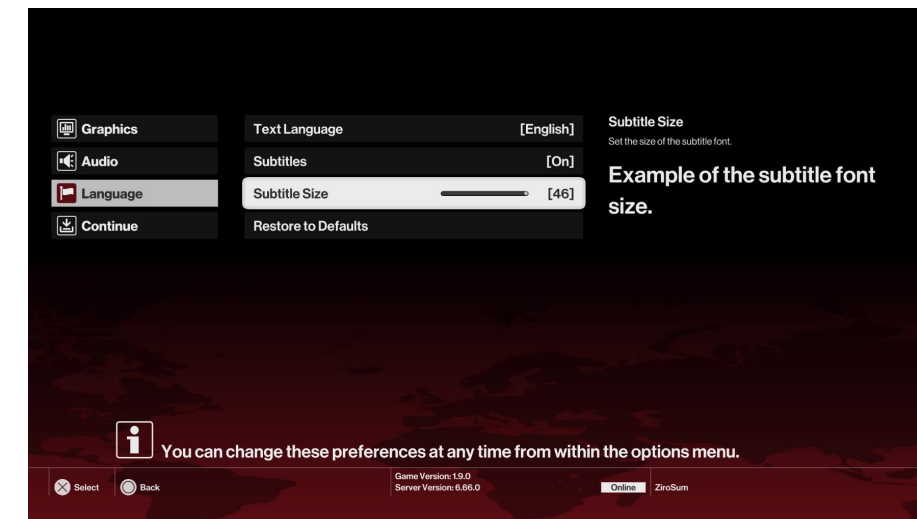 Graphics
Audio
Language
Continue
Text Language [English]
Subtitles [On]
Subtitle Size [46]
Restore to Defaults
Subtitle Size
Set the size of the subtitle font.
Example of the subtitle font
size.
You can change these preferences at any time from within the options menu.
Select Back
Game Version: 1.9.0
Server Version: 6.66.0
Online ZiroSum